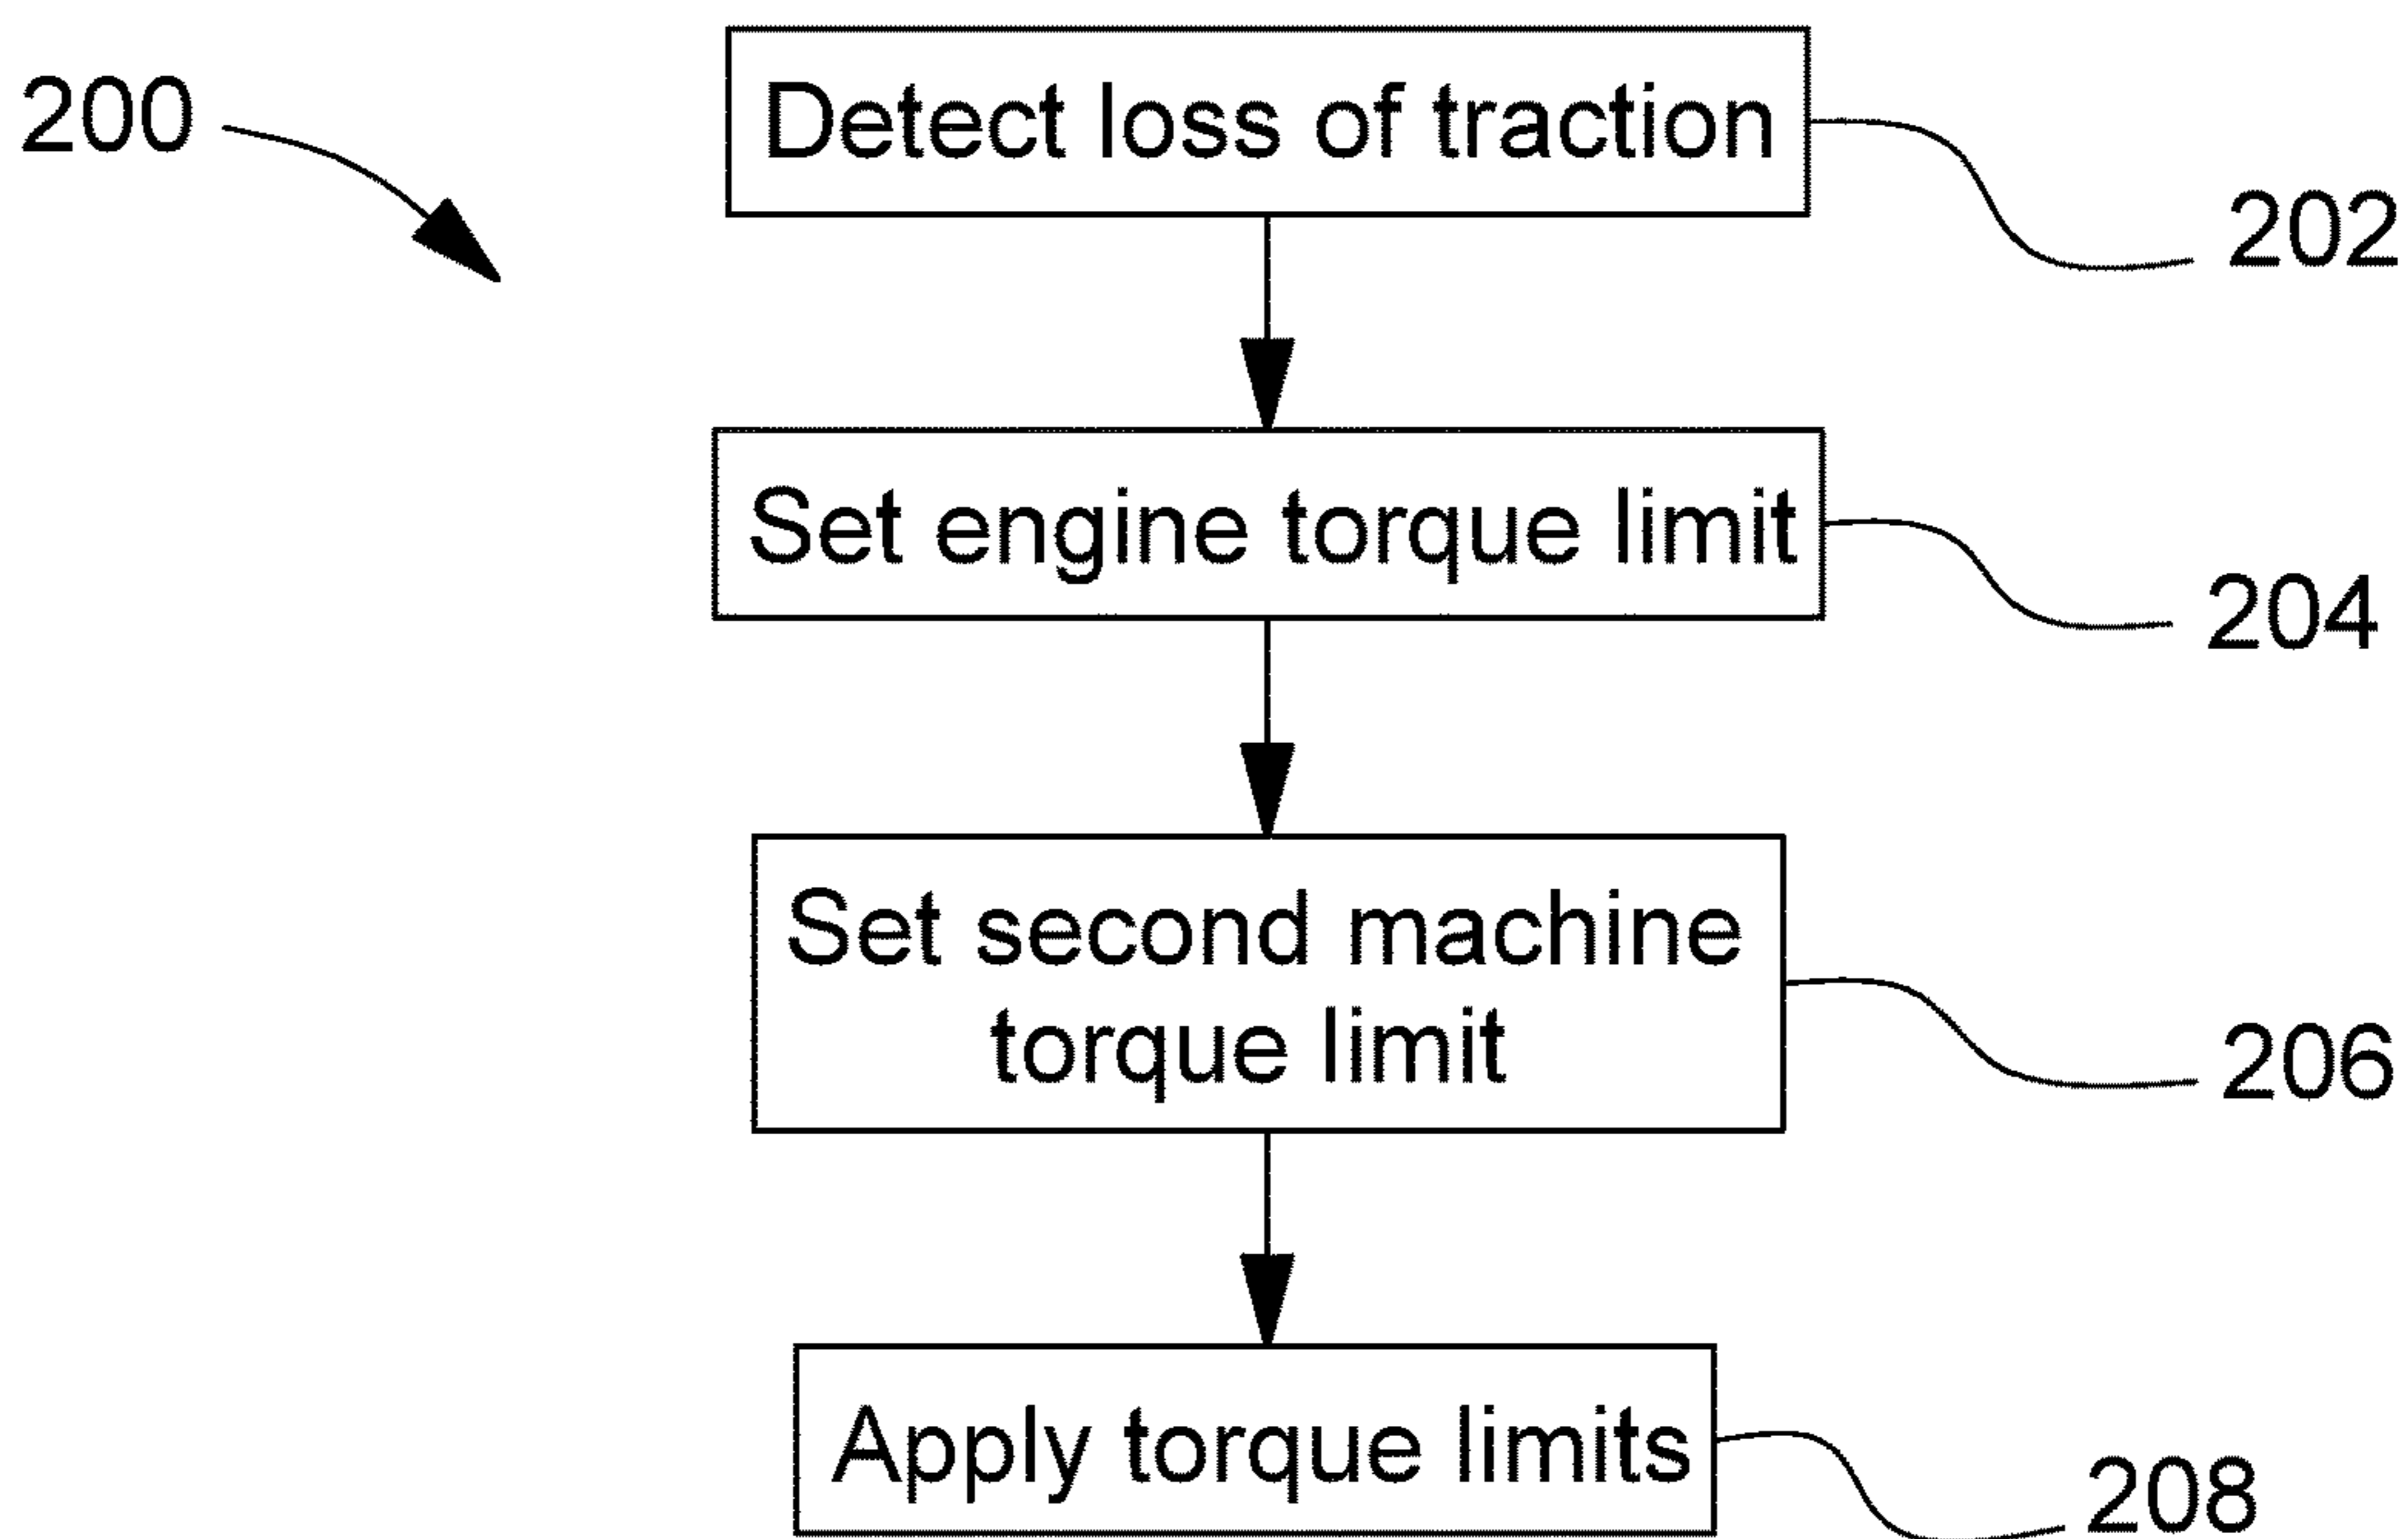 200
Detect loss of traction
202
Set engine torque limit
204
Set second machine
torque limit
206
Apply torque limits
208